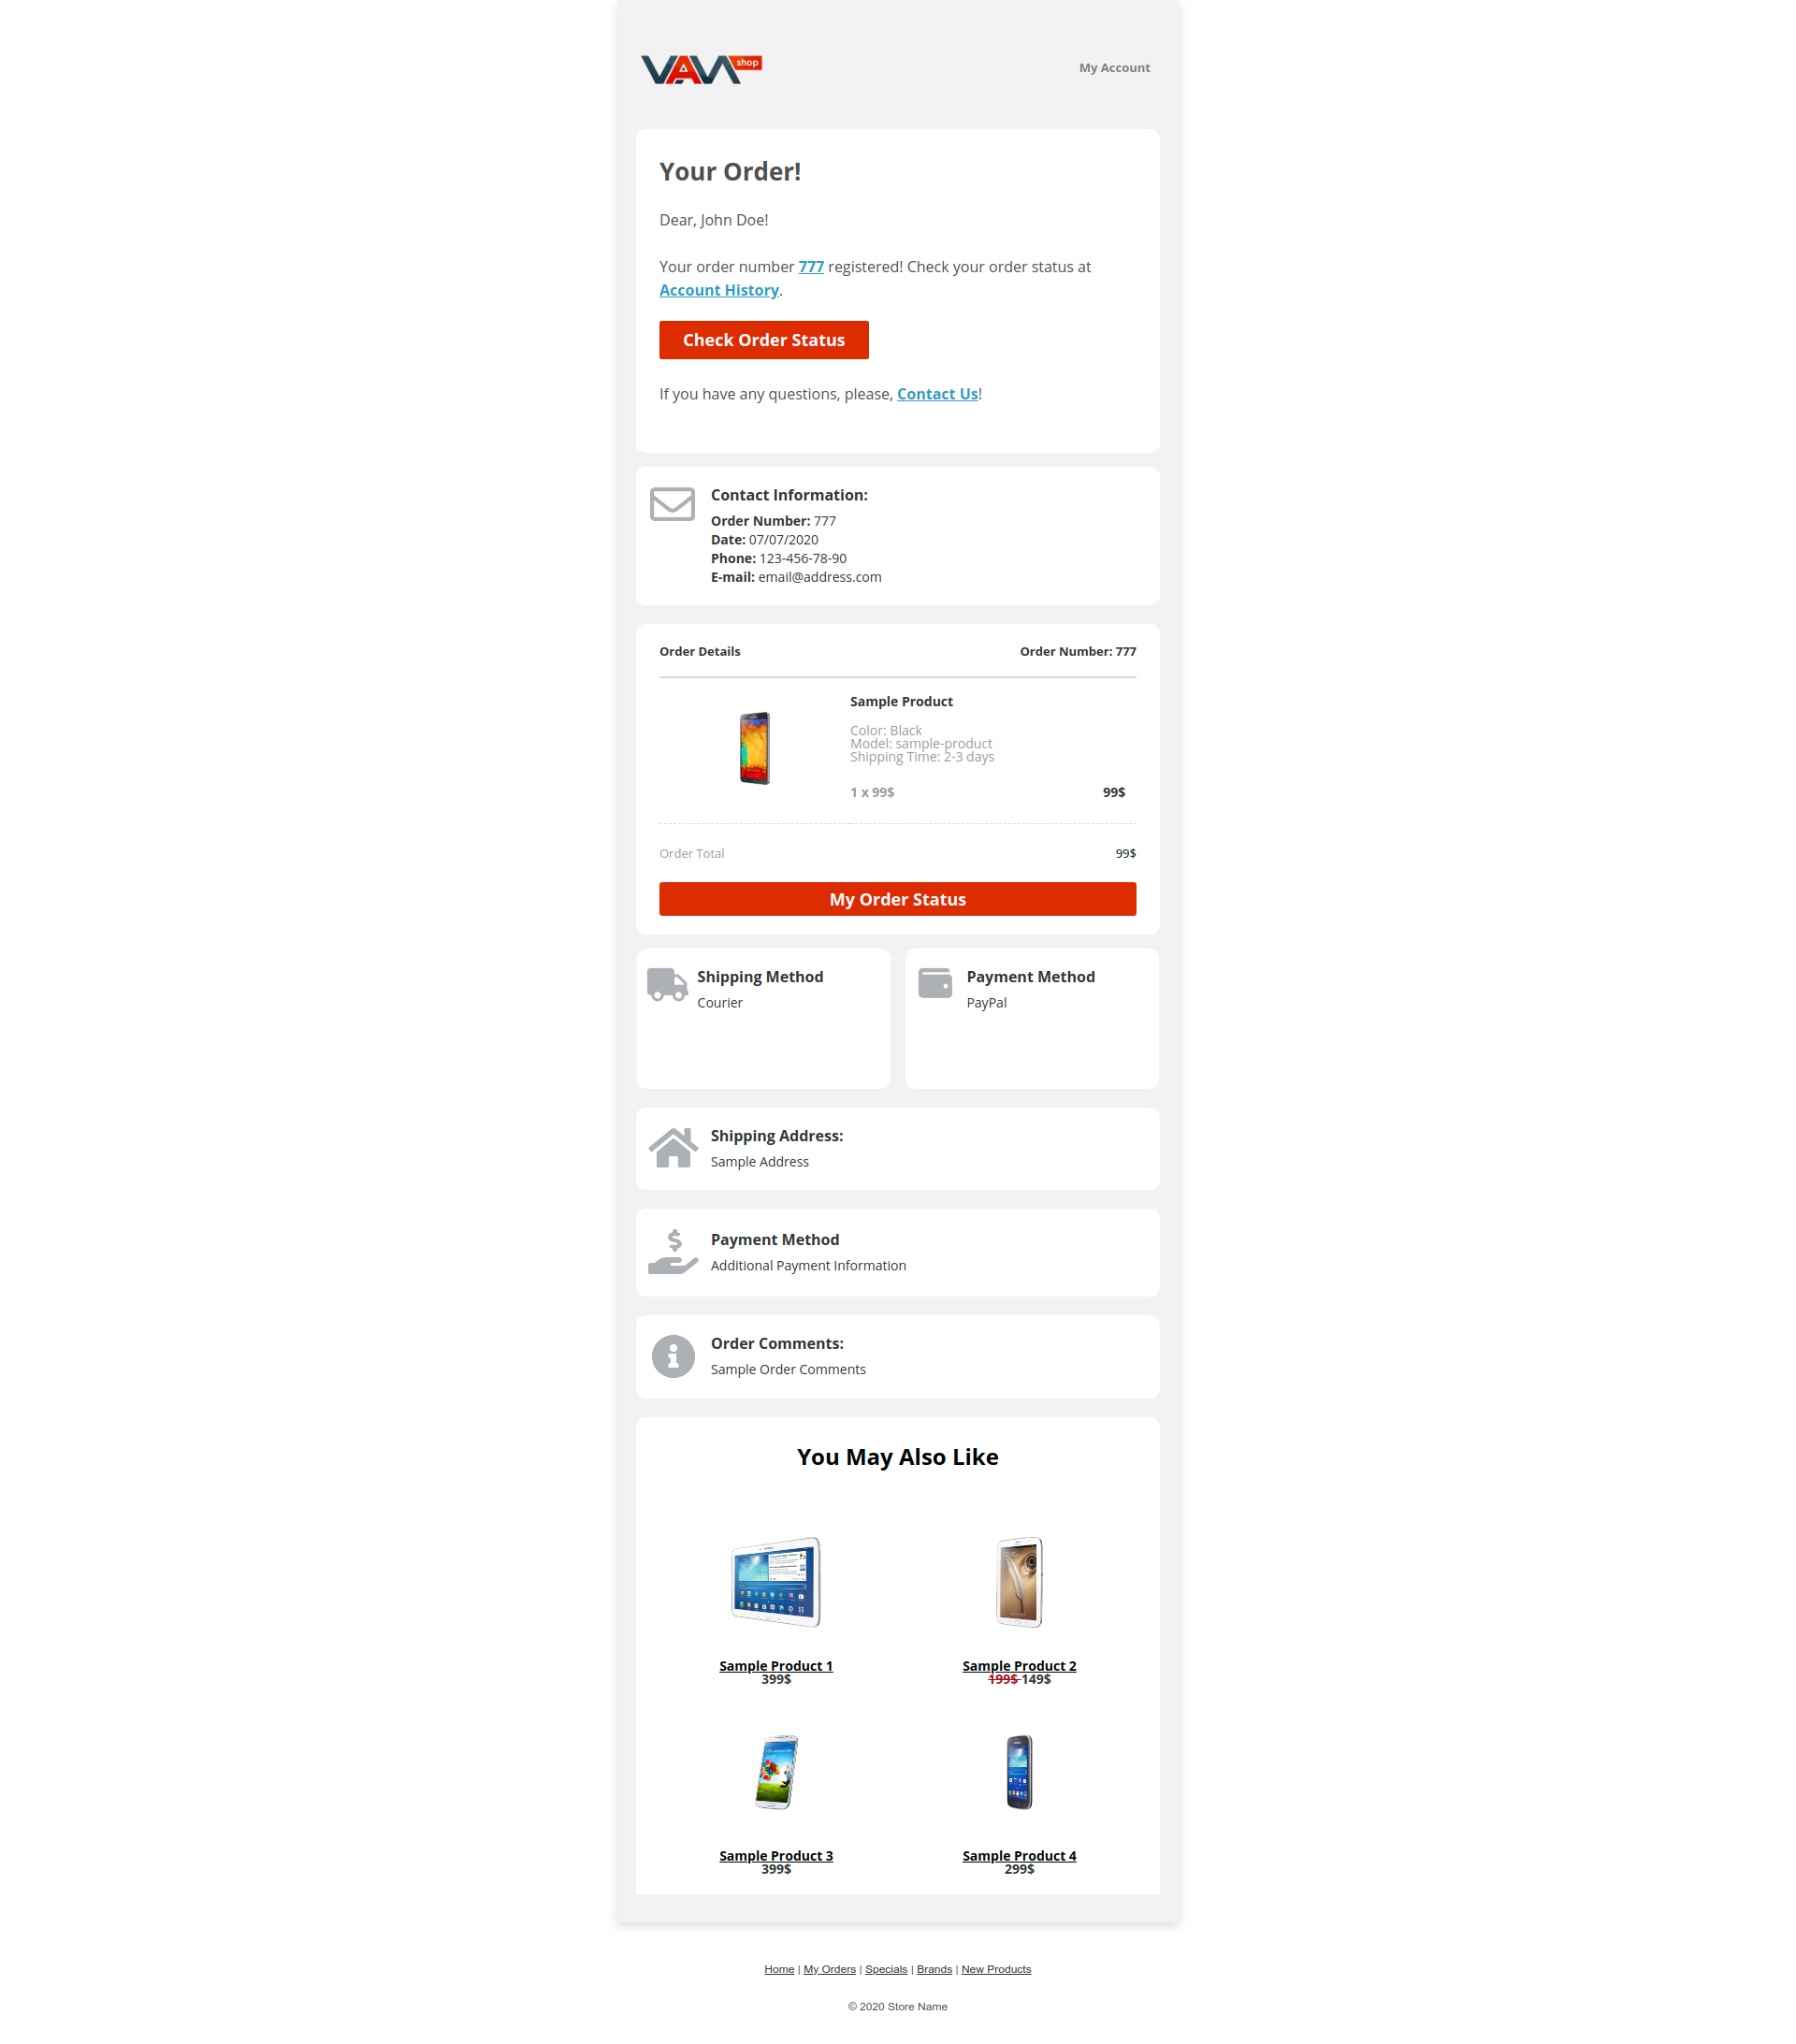 VAM shop
My Account
Your Order!
Dear, John Doe!
Your order number 777 registered! Check your order status at
Account History.
Check Order Status
If you have any questions, please, Contact Us!
Contact Information:
Order Number: 777
Date: 07/07/2020
Phone: 123-456-78-90
E-mail: email@address.com
Order Details
Order Number: 777
Sample Product
Color: Black
Model: sample-product
Shipping Time: 2-3 days
1 x 99$
99$
Order Total
99$
My Order Status
Shipping Method
Courier
Payment Method
PayPal
Shipping Address:
Sample Address
Payment Method
Additional Payment Information
Order Comments:
Sample Order Comments
You May Also Like
Sample Product 1
399$
Sample Product 2
199$ 149$
Sample Product 3
399$
Sample Product 4
299$
Home | My Orders | Specials | Brands | New Products
© 2020 Store Name